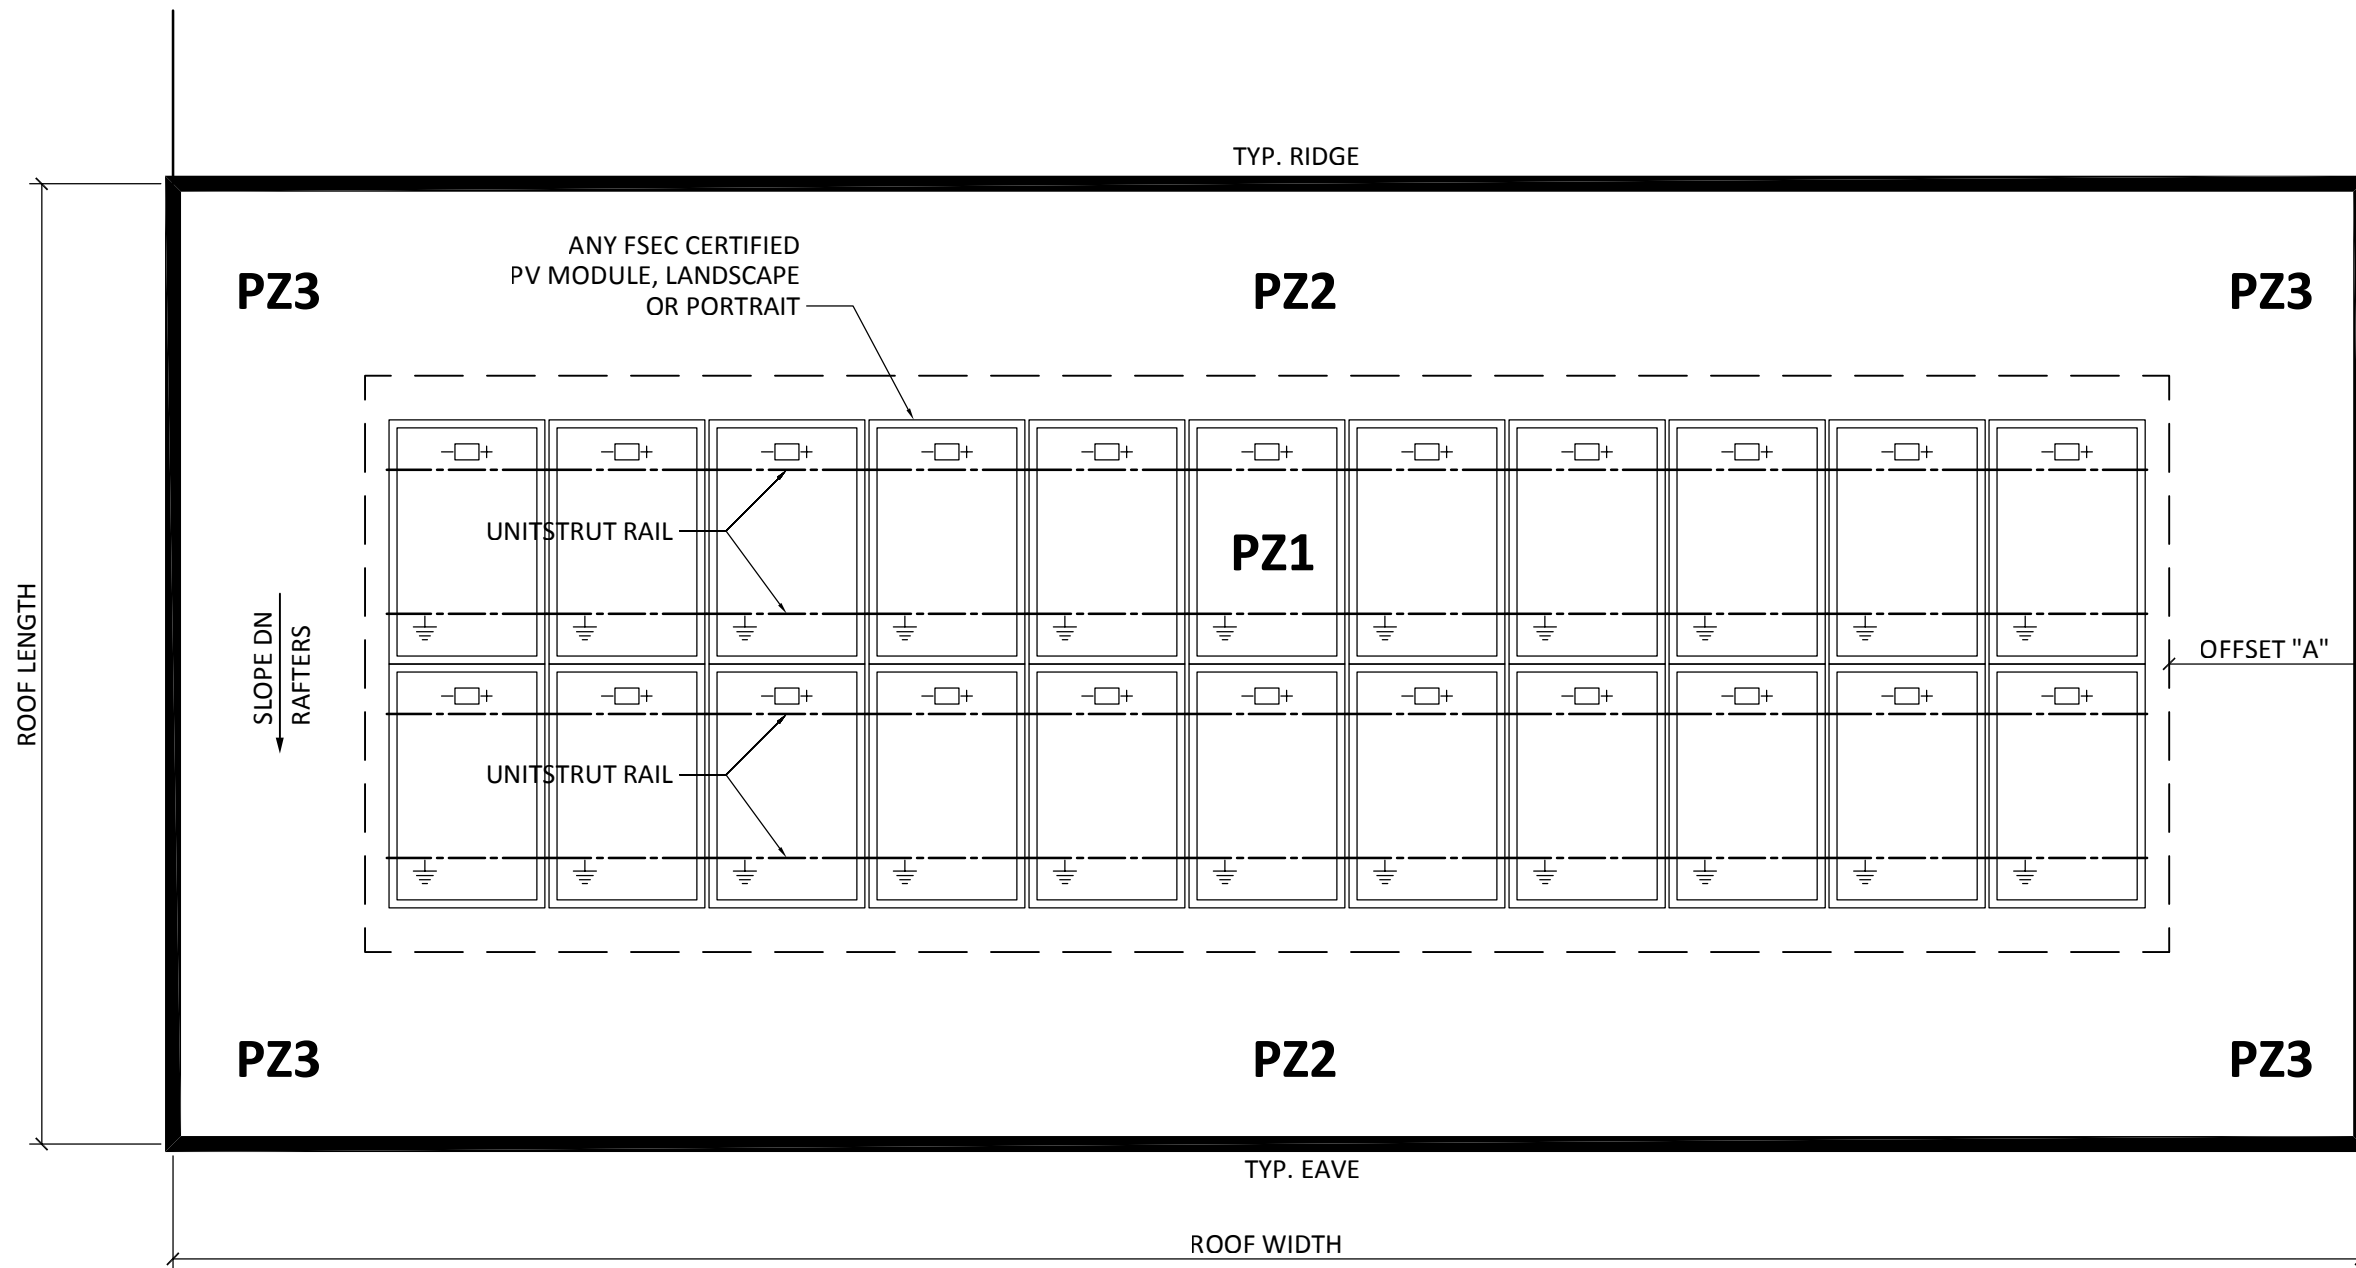 TYP. RIDGE
ANY FSEC CERTIFIED
PV MODULE, LANDSCAPE
OR PORTRAIT
PZ3
PZ2
PZ3
- +
- +
- +
- +
- +
- +
- +
- +
- +
- +
- +
UNITSTRUT RAIL
PZ1
ROOF LENGTH
SLOPE DN
RAFTERS
OFFSET "A"
- +
- +
- +
- +
- +
- +
- +
- +
- +
- +
- +
UNITSTRUT RAIL
PZ3
PZ2
PZ3
TYP. EAVE
ROOF WIDTH